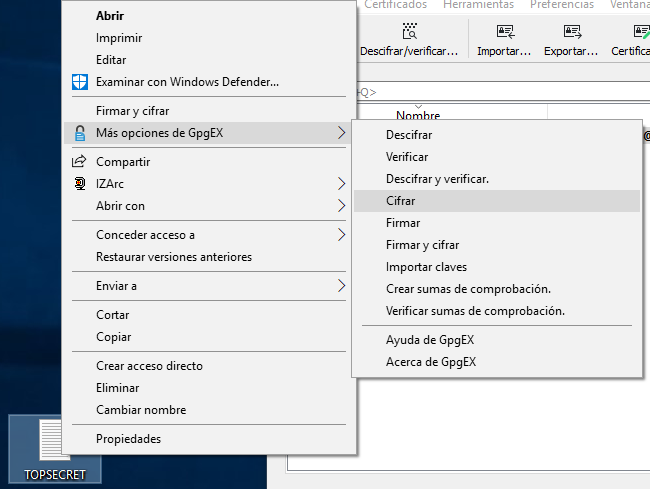 Certificados Herramientas Preferencias Ventana
Descifrar/verificar... Importar... Exportar... Certifica
Q>
Nombre
Abrir
Imprimir
Editar
Examinar con Windows Defender...
Firmar y cifrar
Más opciones de GpgEX
Compartir
IZArc
Abrir con
Conceder acceso a
Restaurar versiones anteriores
Enviar a
Cortar
Copiar
Crear acceso directo
Eliminar
Cambiar nombre
Propiedades
Descifrar
Verificar
Descifrar y verificar.
Cifrar
Firmar
Firmar y cifrar
Importar claves
Crear sumas de comprobación.
Verificar sumas de comprobación.
Ayuda de GpgEX
Acerca de GpgEX
TOPSECRET